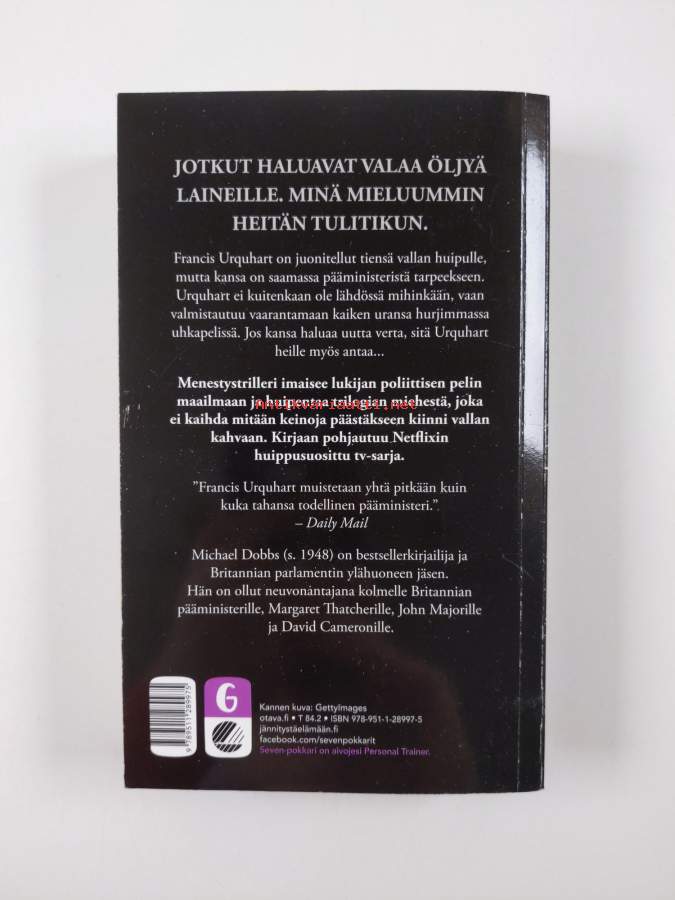 JOTKUT HALUAVAT VALAA ÖLJYÄ
LAINEILLE. MINÄ MIELUUMMIN
HEITÄN TULITIKUN.
Francis Urquhart on juonitellut tiensä vallan huipulle,
mutta kansa on saamassa pääministeristä tarpeekseen.
Urquhart ei kuitenkaan ole lähdössä mihinkään, vaan
valmistautuu vaarantamaan kaiken uransa hurjimmassa
uhkapelissä. Jos kansa haluaa uutta verta, sitä Urquhart
heille myös antaa...
Menestystrilleri imaisee lukijan poliittisen pelin
maailmaan ja huipentaa trilogian miehestä, joka
Antikvariaatti.net
ei kaihda mitään keinoja päästäkseen kiinni vallan
kahvaan. Kirjaan pohjautuu Netflixin
huippusuosittu tv-sarja.
”Francis Urquhart muistetaan yhtä pitkään kuin
kuka tahansa todellinen pääministeri.”
– Daily Mail
Michael Dobbs (s. 1948) on bestsellerkirjailija ja
Britannian parlamentin ylähuoneen jäsen.
Hän on ollut neuvonantajana kolmelle Britannian
pääministerille, Margaret Thatcherille, John Majorille
ja David Cameronille.
9789511289975
Kannen kuva: GettyImages
otava.fi • T 84.2 • ISBN 978-951-1-28997-5
jännitystäelämään.fi
facebook.com/sevenpokkarit
Seven-pokkari on aivojesi Personal Trainer.